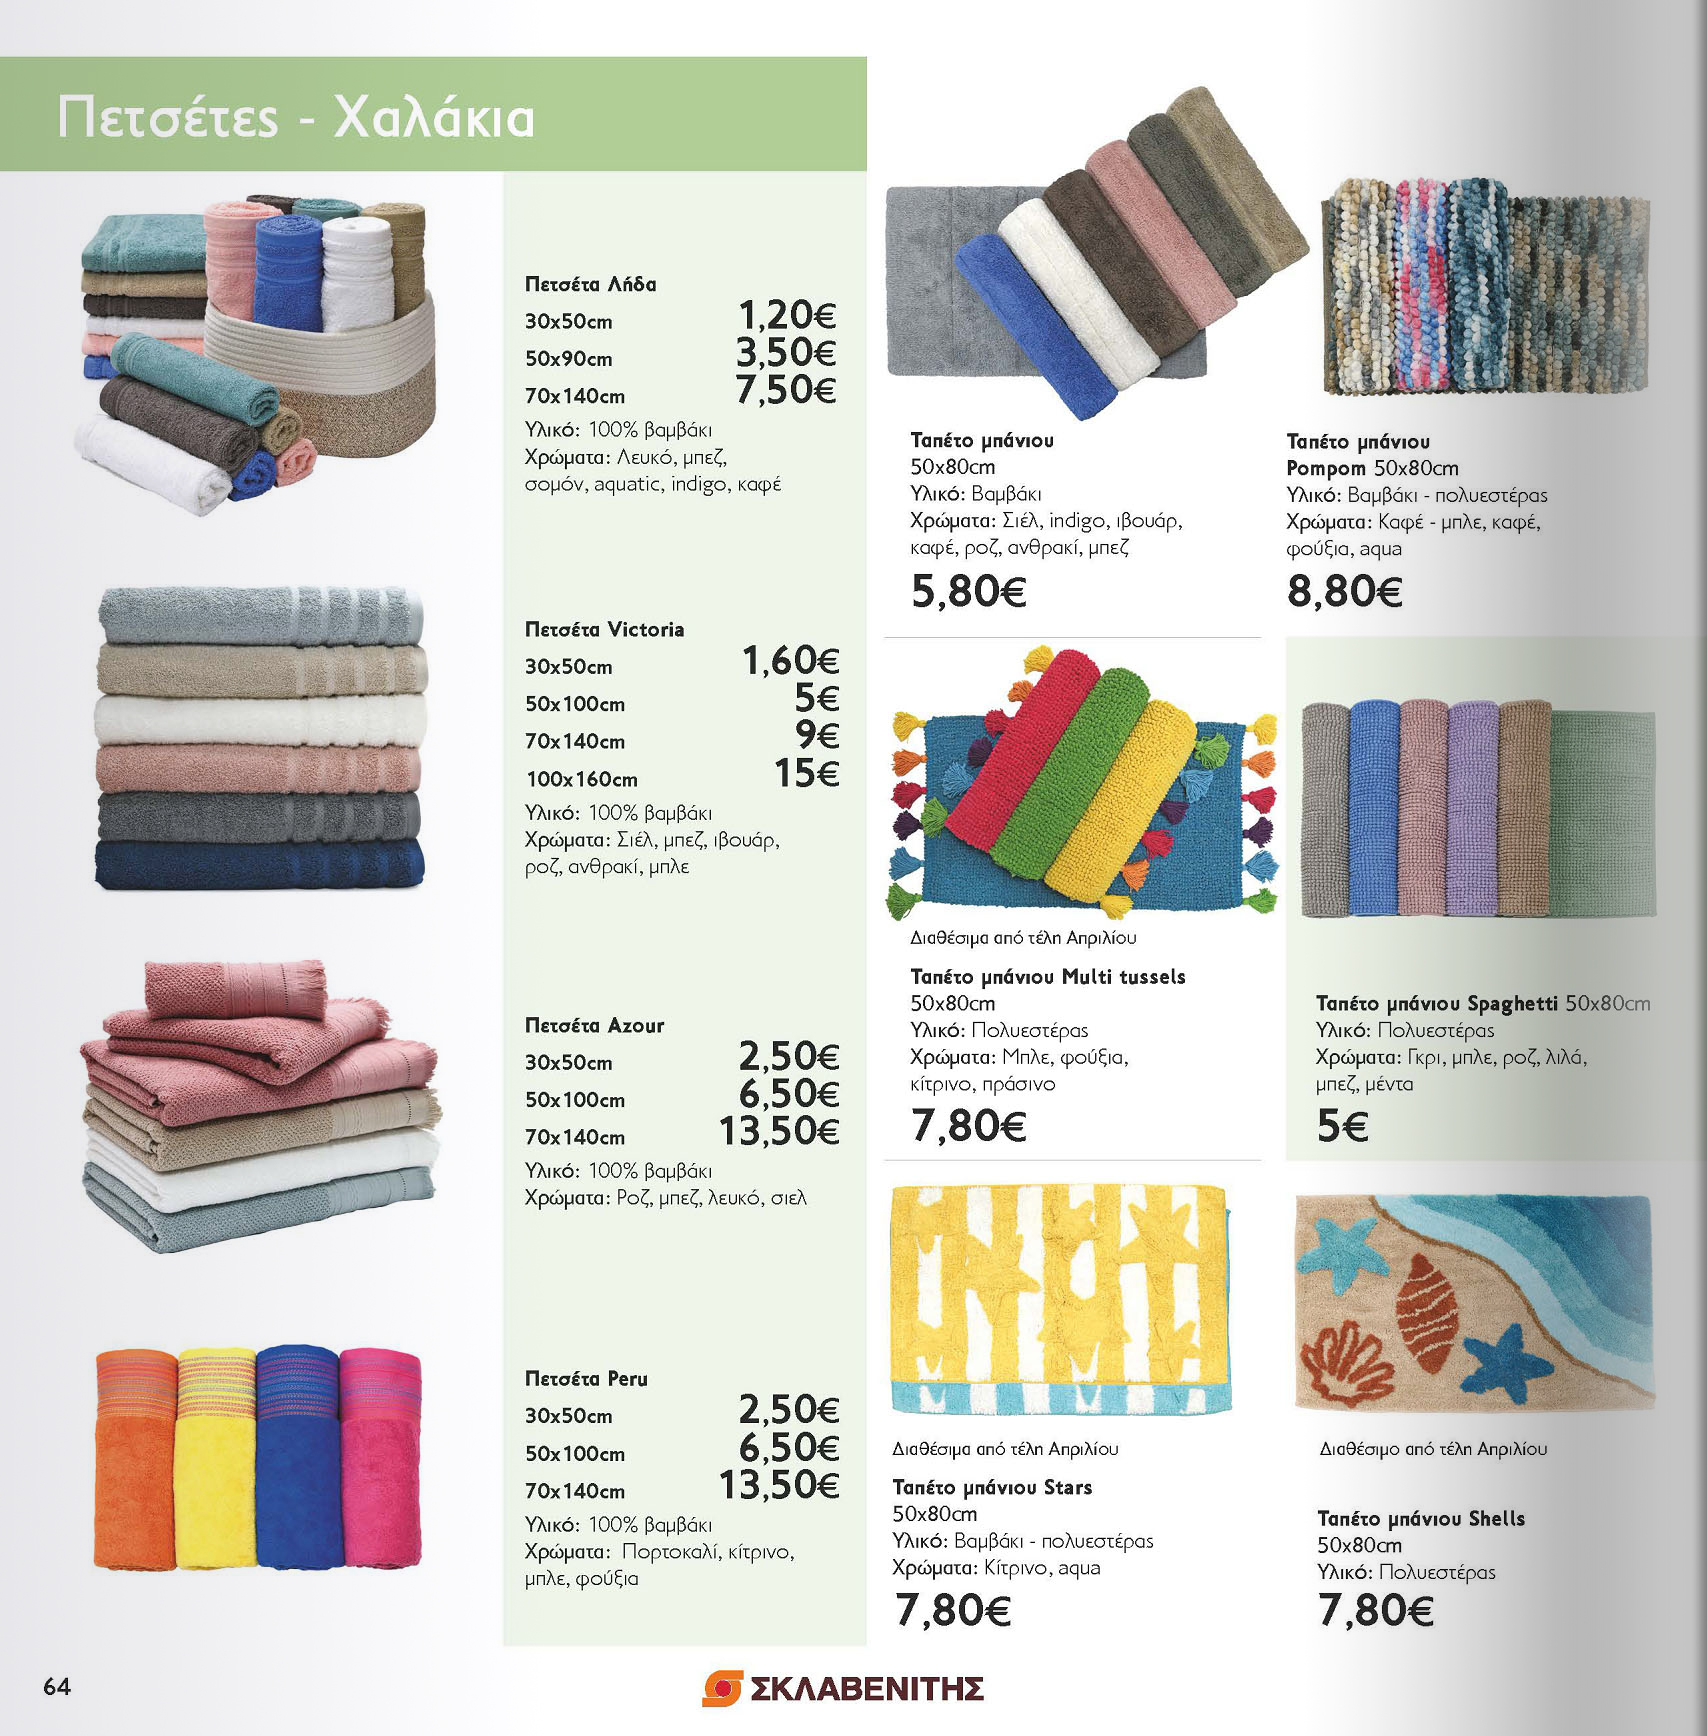 Πετσέτες - Χαλάκια
Πετσέτα Λήδα
30x50cm 1,20€
50x90cm 3,50€
70x140cm 7,50€
Υλικό: 100% βαμβάκι
Χρώματα: Λευκό, μπεζ,
σομόν, aquatic, indigo, καφέ
Πετσέτα Victoria
30x50cm 1,60€
50x100cm 5€
70x140cm 9€
100x160cm 15€
Υλικό: 100% βαμβάκι
Χρώματα: Σιέλ, μπεζ, ιβουάρ,
ροζ, ανθρακί, μπλε
Πετσέτα Azour
30x50cm 2,50€
50x100cm 6,50€
70x140cm 13,50€
Υλικό: 100% βαμβάκι
Χρώματα: Ροζ, μπεζ, λευκό, σιελ
Πετσέτα Peru
30x50cm 2,50€
50x100cm 6,50€
70x140cm 13,50€
Υλικό: 100% βαμβάκι
Χρώματα: Πορτοκαλί, κίτρινο,
μπλε, φούξια
Ταπέτο μπάνιου
50x80cm
Υλικό: Βαμβάκι
Χρώματα: Σιέλ, indigo, ιβουάρ,
καφέ, ροζ, ανθρακί, μπεζ
5,80€
Ταπέτο μπάνιου
Pompom 50x80cm
Υλικό: Βαμβάκι - πολυεστέρας
Χρώματα: Καφέ - μπλε, καφέ,
φούξια, aqua
8,80€
Διαθέσιμα από τέλη Απριλίου
Ταπέτο μπάνιου Multi tussels
50x80cm
Υλικό: Πολυεστέρας
Χρώματα: Μπλε, φούξια,
κίτρινο, πράσινο
7,80€
Ταπέτο μπάνιου Spaghetti 50x80cm
Υλικό: Πολυεστέρας
Χρώματα: Γκρι, μπλε, ροζ, λιλά,
μπεζ, μέντα
5€
Διαθέσιμα από τέλη Απριλίου
Ταπέτο μπάνιου Stars
50x80cm
Υλικό: Βαμβάκι - πολυεστέρας
Χρώματα: Κίτρινο, aqua
7,80€
Διαθέσιμο από τέλη Απριλίου
Ταπέτο μπάνιου Shells
50x80cm
Υλικό: Πολυεστέρας
7,80€
64
ΣΚΛΑΒΕΝΙΤΗΣ